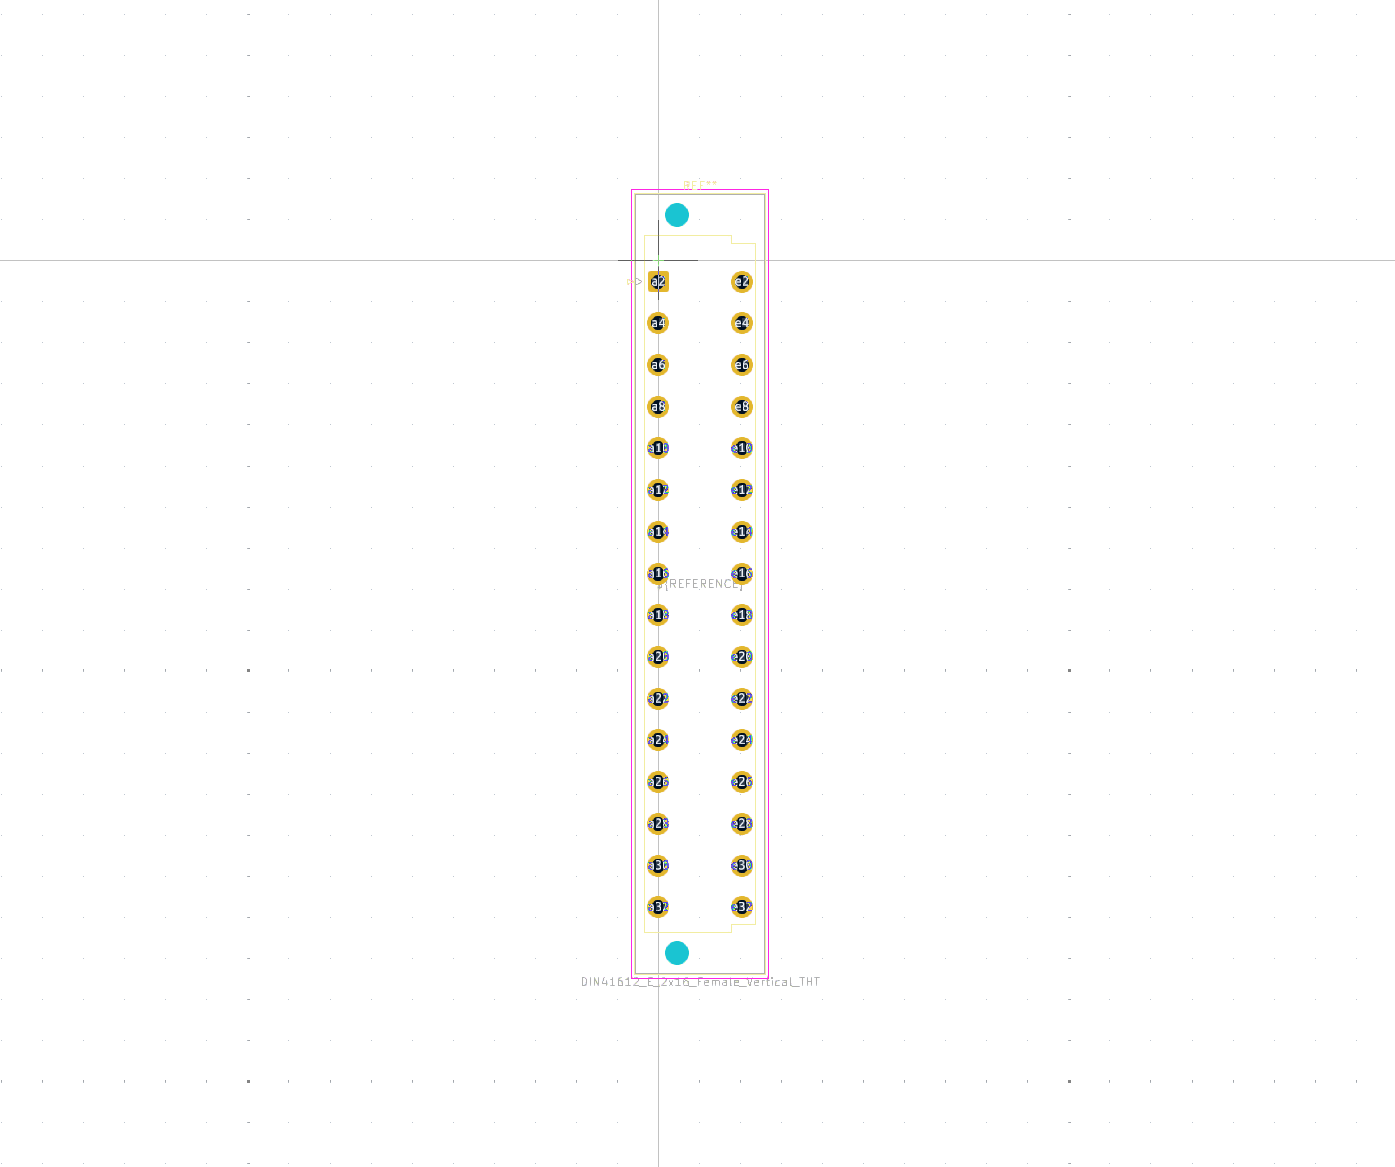 REF**
a2 e2
a4 e4
a6 e6
a8 e8
a10 e10
a12 e12
a14 e14
a16 e16
${REFERENCE}
a18 e18
a20 e20
a22 e22
a24 e24
a26 e26
a28 e28
a30 e30
a32 e32
DIN41612_E_2x16_Female_Vertical_THT